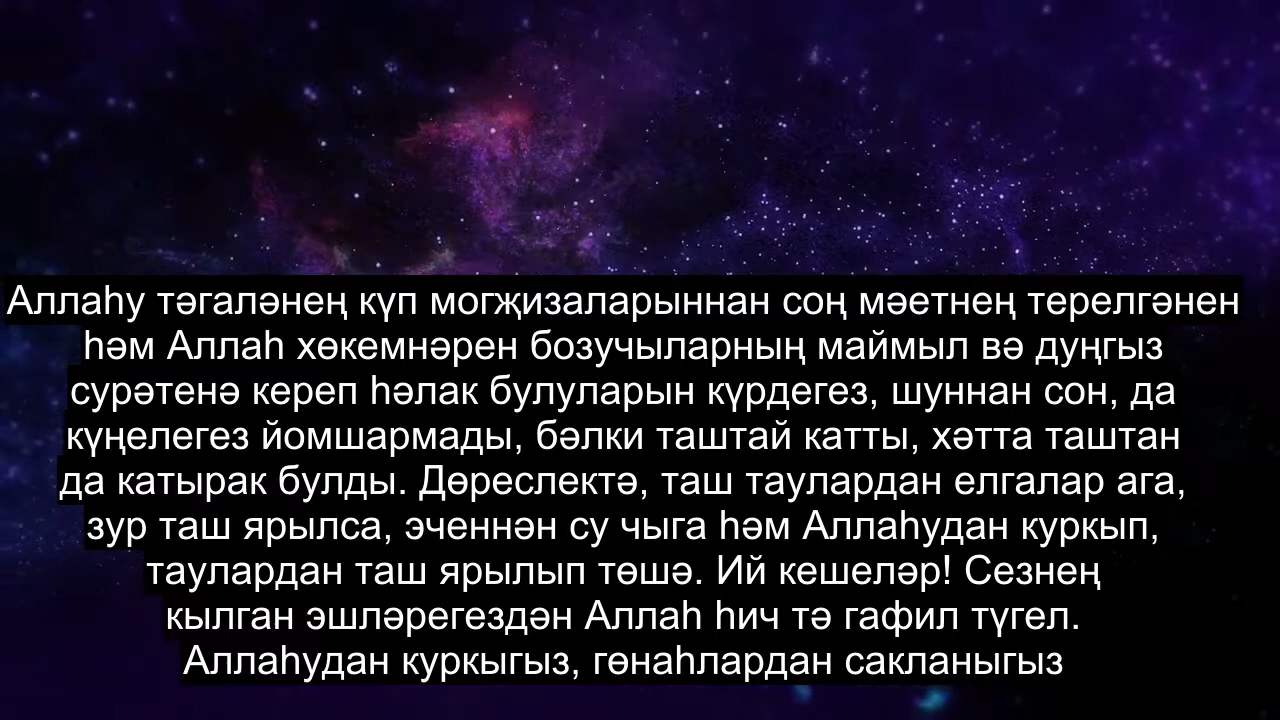 Аллаһу тәгаләнең күп могҗизаларыннан соң мәетнең терелгәнен
һәм Аллаһ хөкемнәрен бозучыларның маймыл вә дуңгыз
сурәтенә кереп һәлак булуларын күрдегез, шуннан сон, да
күңелегез йомшармады, бәлки таштай катты, хәтта таштан
да катырак булды. Дөреслектә, таш таулардан елгалар ага,
зур таш ярылса, эченнән су чыга һәм Аллаһудан куркып,
таулардан таш ярылып төшә. Ий кешеләр! Сезнең
кылган эшләрегездән Аллаһ һич тә гафил түгел.
Аллаһудан куркыгыз, гөнаһлардан сакланыгыз